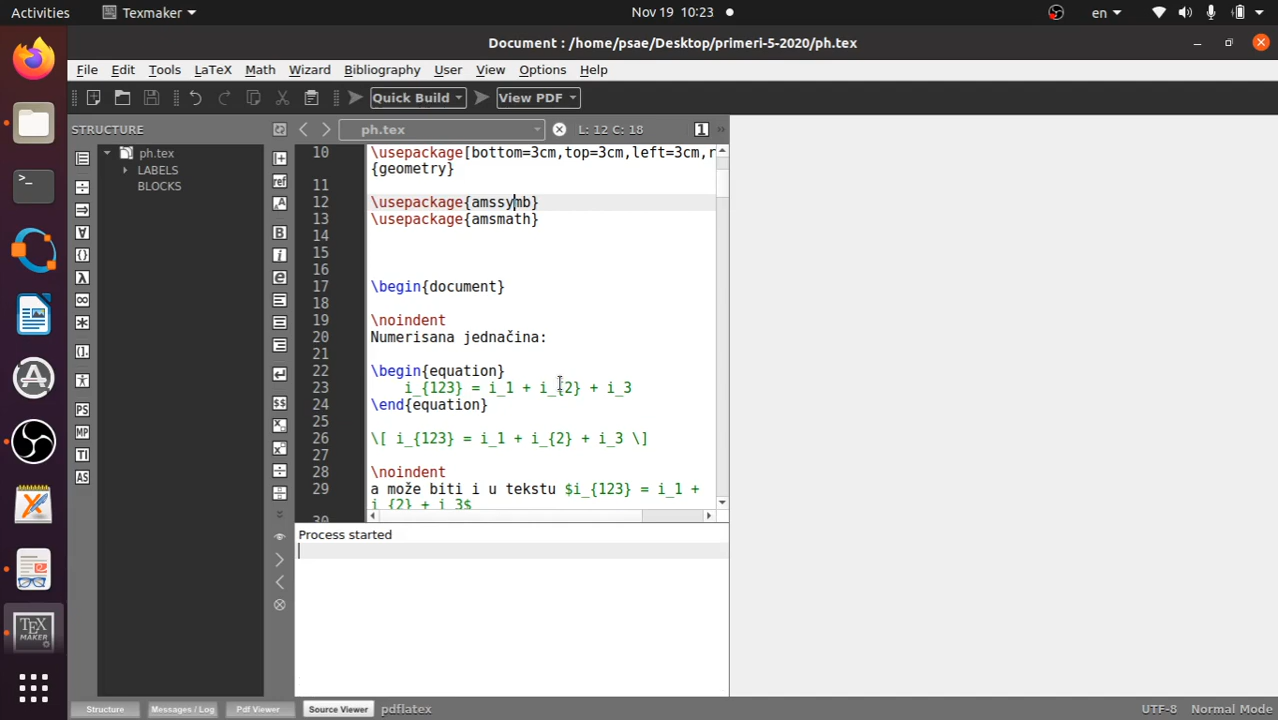 Activities Texmaker Nov 19 10:23 en
Document : /home/psae/Desktop/primeri-5-2020/ph.tex
File Edit Tools LaTeX Math Wizard Bibliography User View Options Help
Quick Build View PDF
STRUCTURE ph.tex L: 12 C: 18 1 »
ph.tex
LABELS
BLOCKS
10 \usepackage[bottom=3cm,top=3cm,left=3cm,r
{geometry}
11
12 \usepackage{amssymb}
13 \usepackage{amsmath}
14
15
16
17 \begin{document}
18
19 \noindent
20 Numerisana jednačina:
21
22 \begin{equation}
23 i_{123} = i_1 + i_{2} + i_3
24 \end{equation}
25
26 \[ i_{123} = i_1 + i_{2} + i_3 \]
27
28 \noindent
29 a može biti i u tekstu $i_{123} = i_1 +
i_{2} + i_3$
30
Process started
Structure Messages / Log Pdf Viewer Source Viewer pdflatex UTF-8 Normal Mode